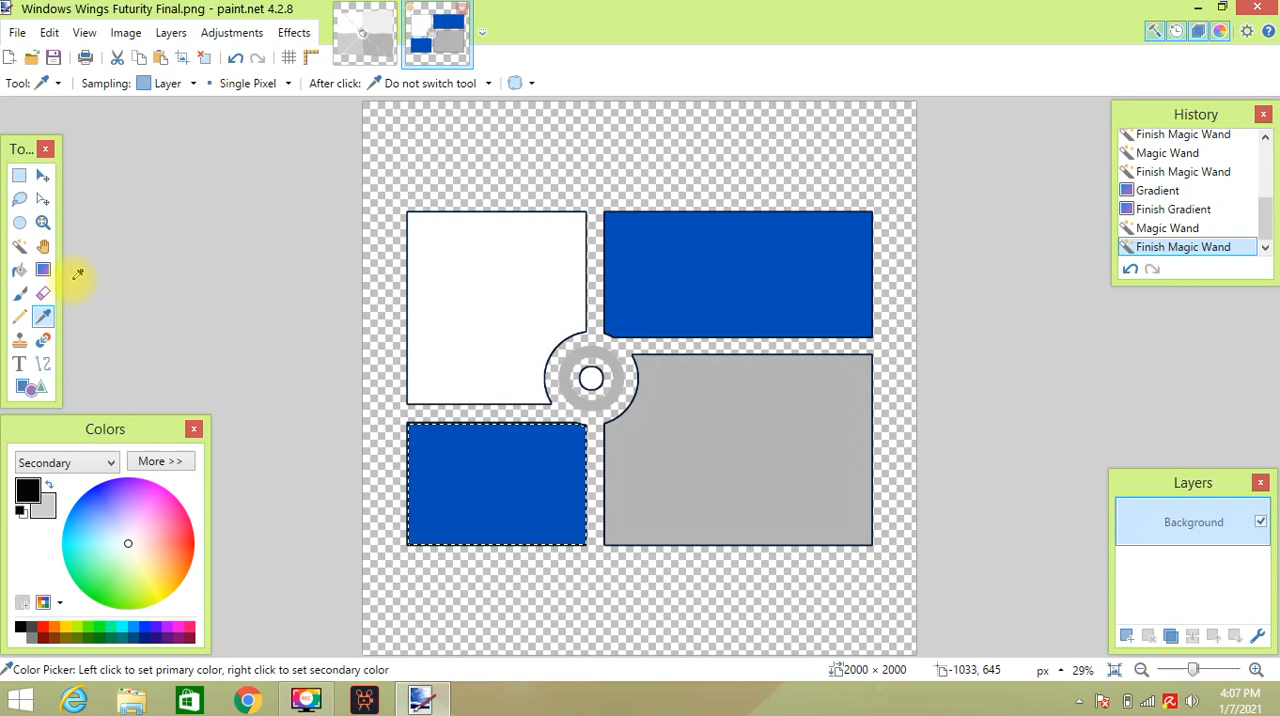 Windows Wings Futurity Final.png - paint.net 4.2.8
File Edit View Image Layers Adjustments Effects
Tool: Sampling: Layer Single Pixel After click: Do not switch tool
To...
History
Finish Magic Wand
Magic Wand
Finish Magic Wand
Gradient
Finish Gradient
Magic Wand
Finish Magic Wand
Colors
Secondary More >>
Layers
Background
Color Picker: Left click to set primary color, right click to set secondary color
2000 × 2000 -1033, 645 px 29%
4:07 PM
1/7/2021